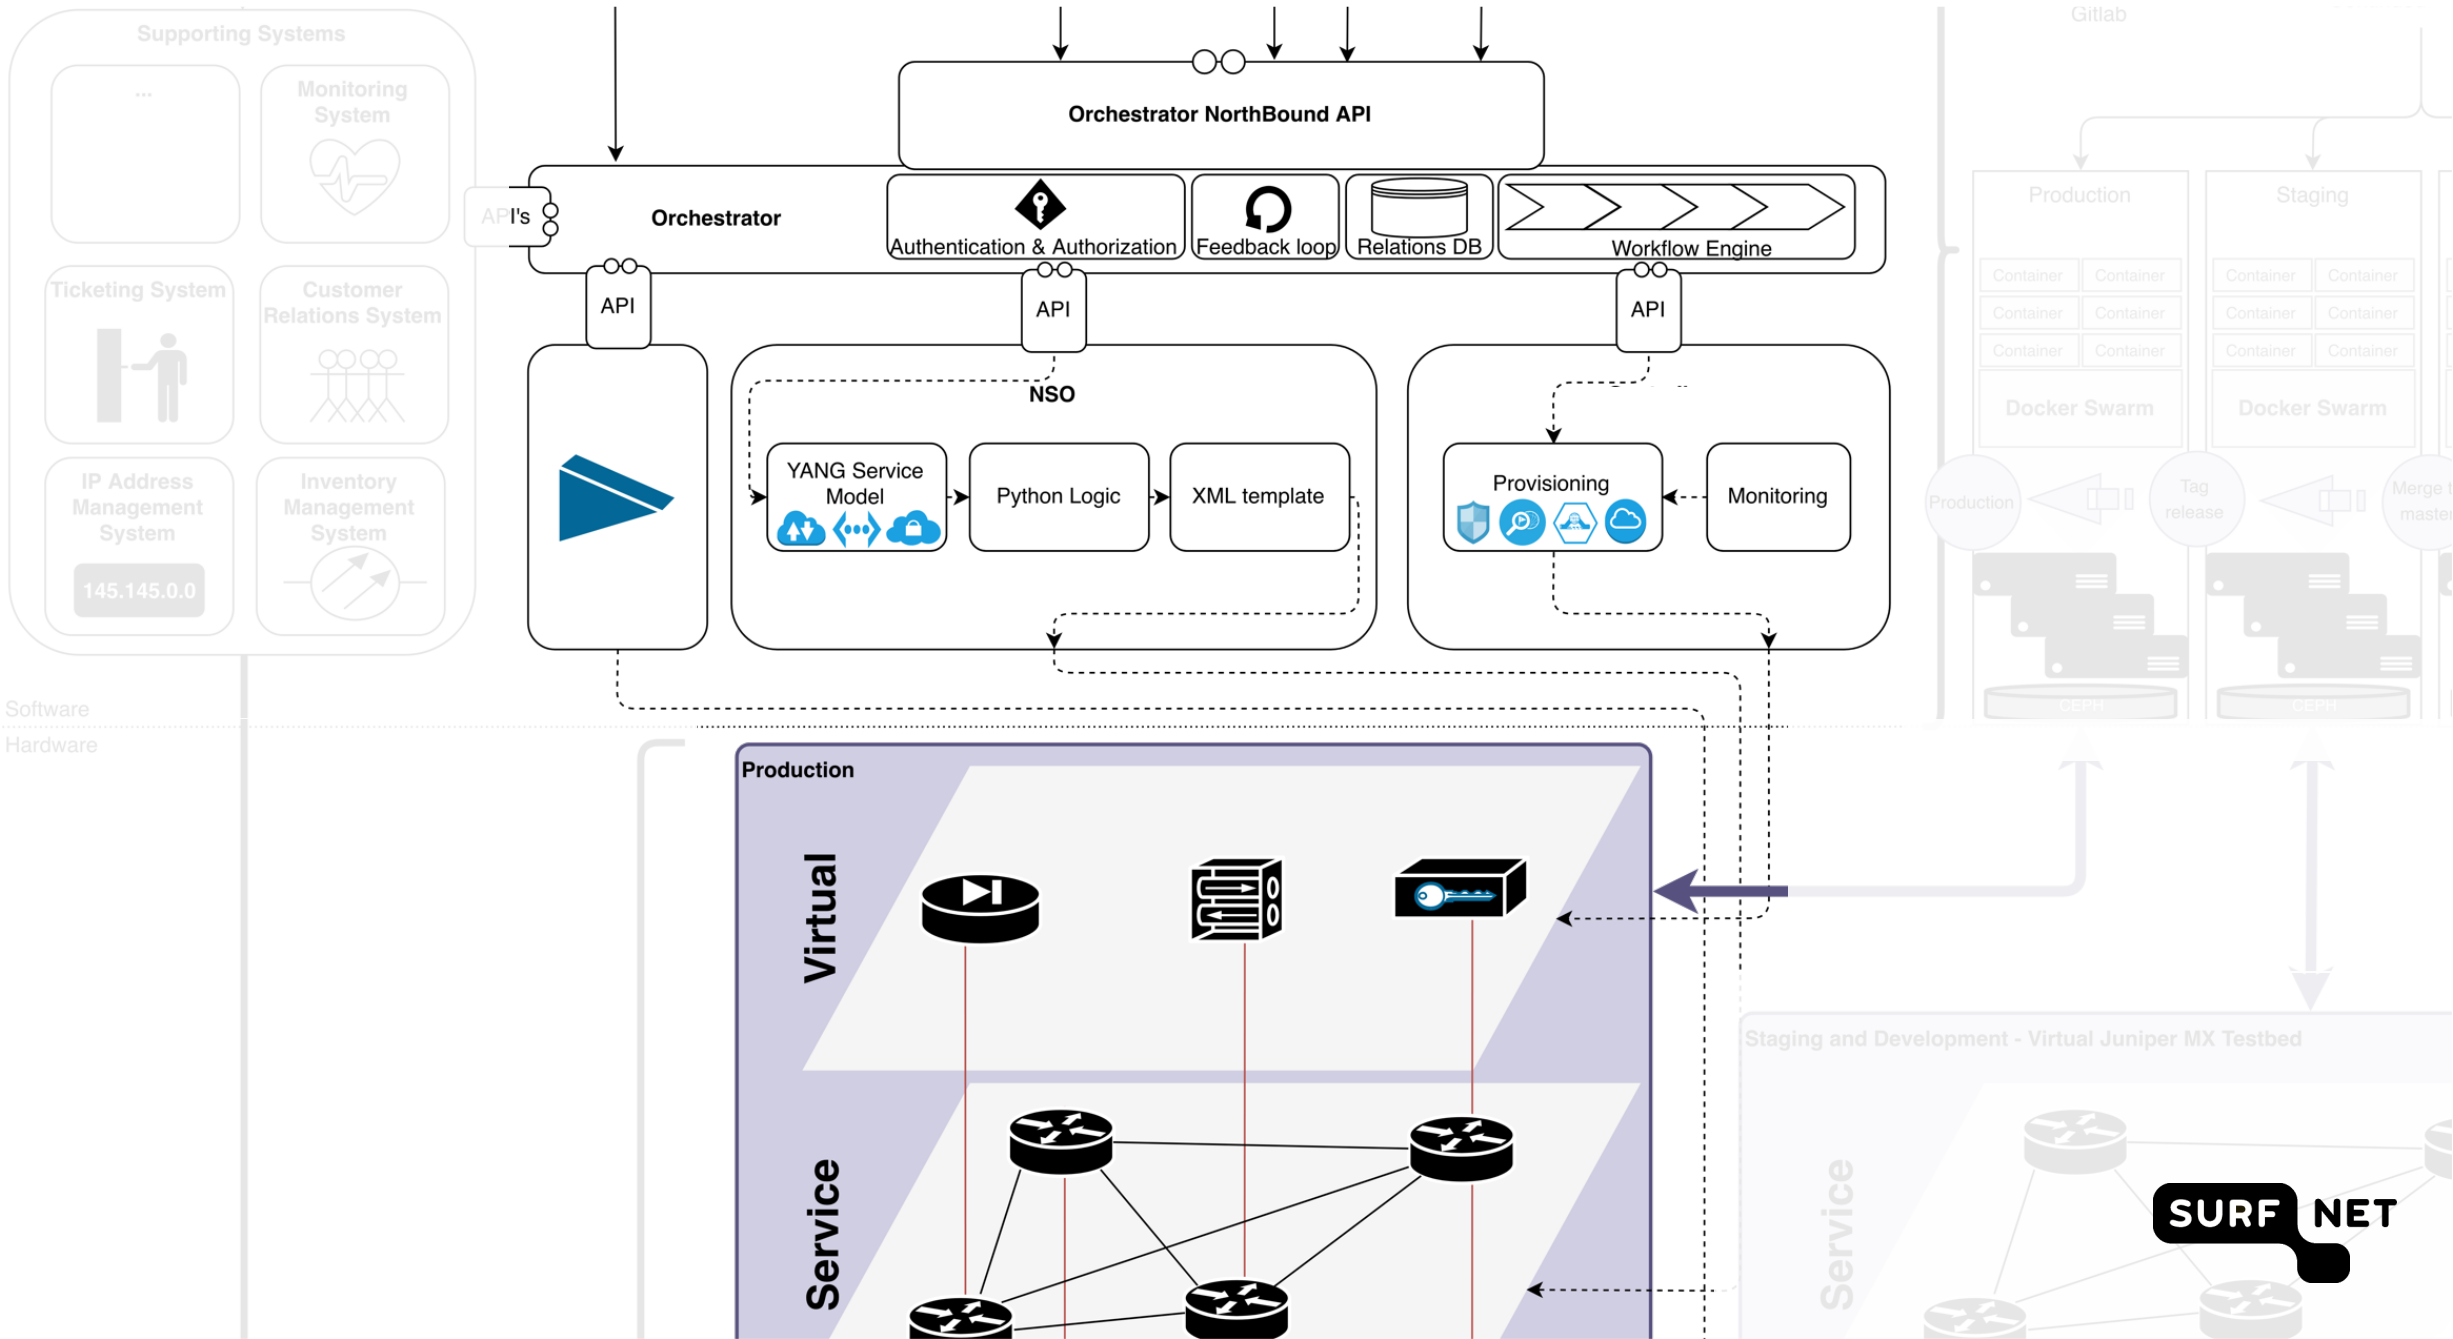 Supporting Systems
...
Monitoring
System
Ticketing System
Customer
Relations System
IP Address
Management
System
145.145.0.0
Inventory
Management
System
API's
Software
Hardware
Orchestrator NorthBound API
Orchestrator
Authentication & Authorization
Feedback loop
Relations DB
Workflow Engine
API
API
API
NSO
YANG Service
Model
Python Logic
XML template
Provisioning
Monitoring
Gitlab
Production
Staging
Container
Container
Container
Container
Container
Container
Container
Container
Container
Container
Container
Container
Docker Swarm
Docker Swarm
Production
Tag
release
Merge t
master
CEPH
CEPH
Production
Virtual
Service
Staging and Development - Virtual Juniper MX Testbed
Service
SURF NET